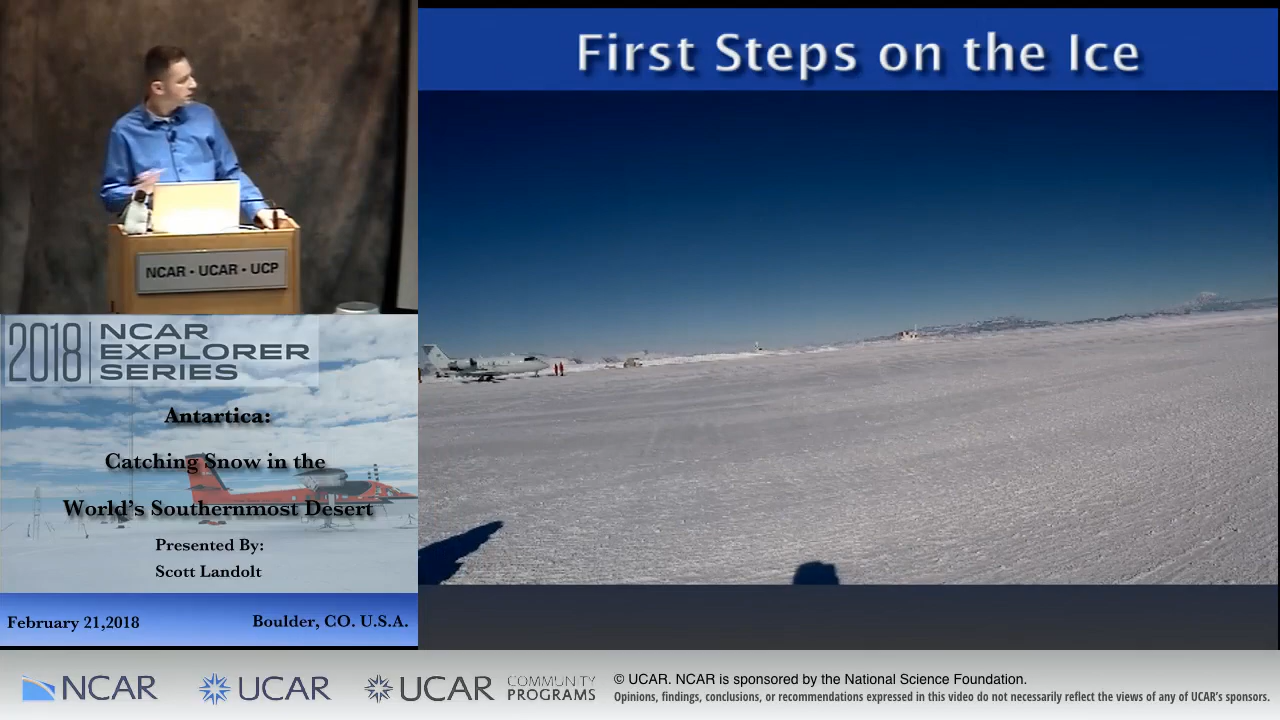 First Steps on the Ice
NCAR • UCAR • UCP
2018 NCAR
EXPLORER
SERIES
Antartica:
Catching Snow in the
World's Southernmost Desert
Presented By:
Scott Landolt
February 21,2018
Boulder, CO. U.S.A.
NCAR
UCAR
UCAR COMMUNITY
PROGRAMS
© UCAR. NCAR is sponsored by the National Science Foundation.
Opinions, findings, conclusions, or recommendations expressed in this video do not necessarily reflect the views of any of UCAR's sponsors.